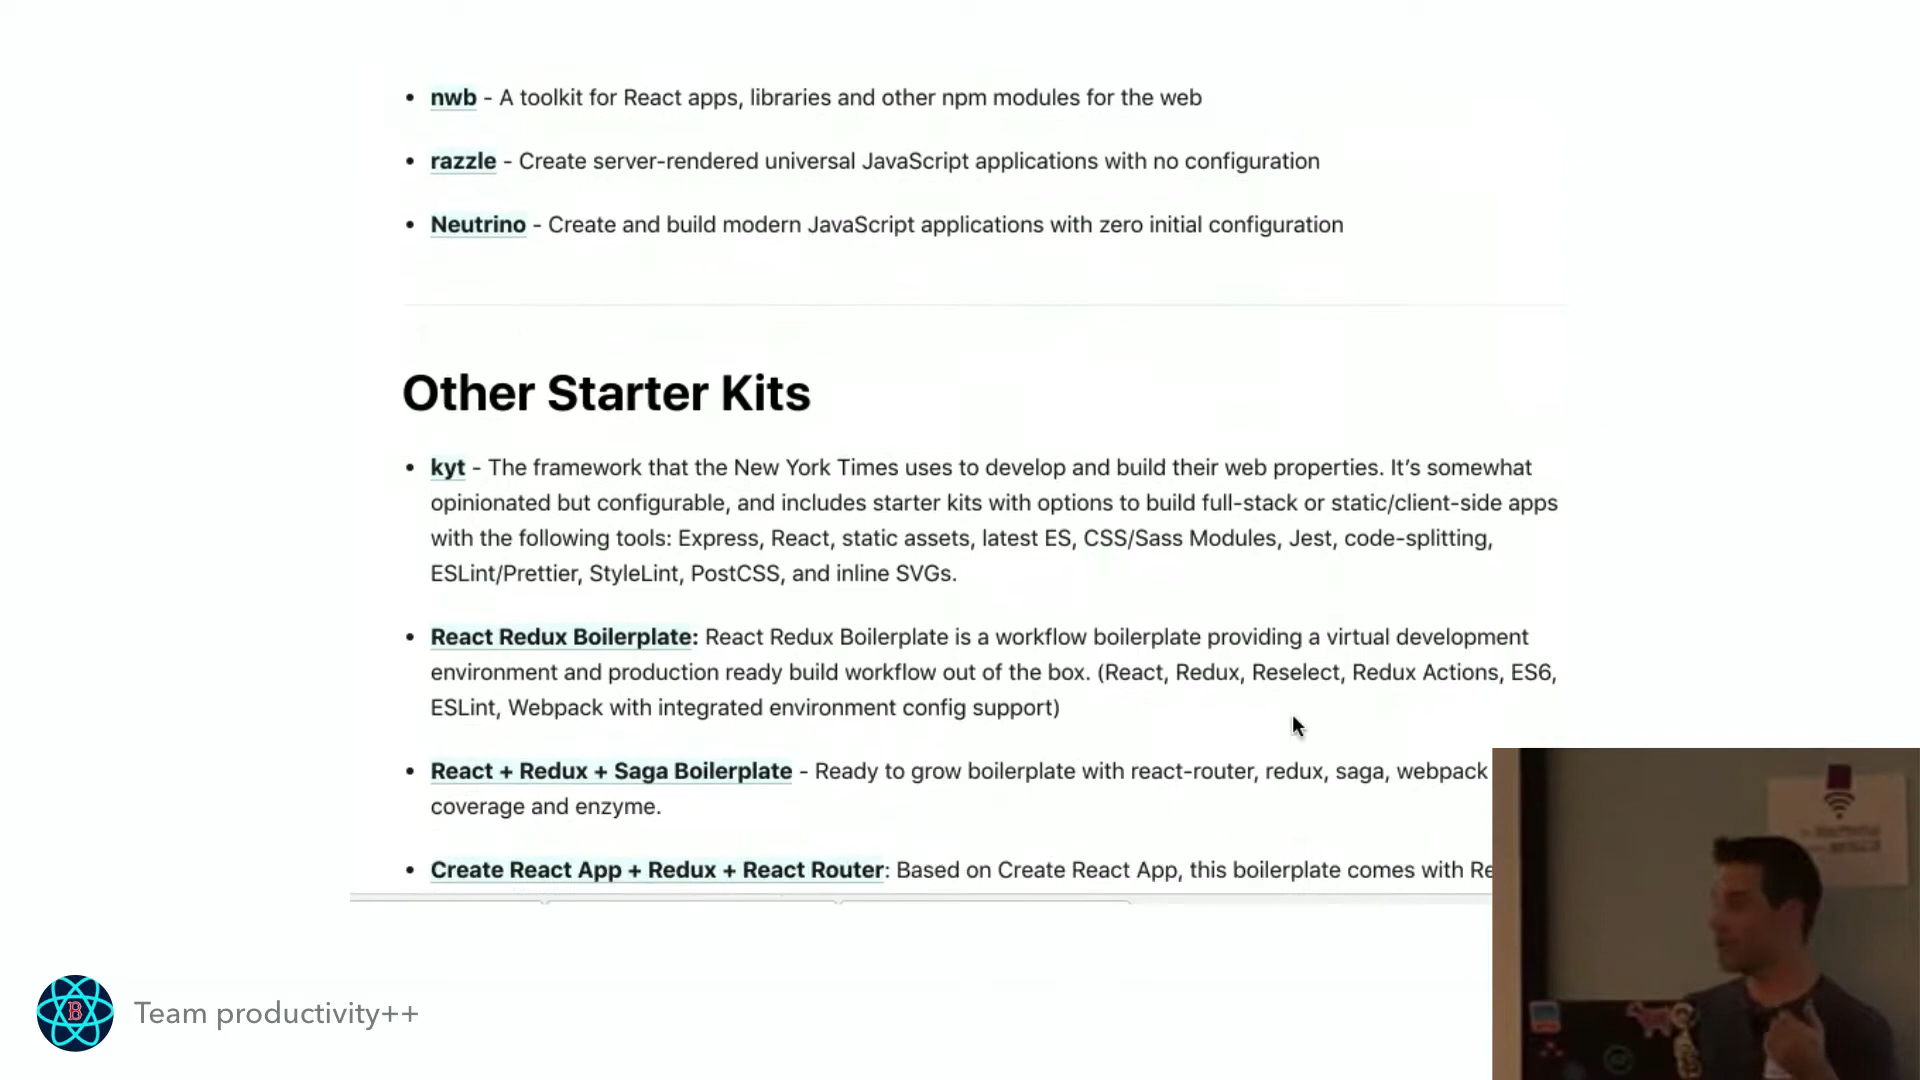 nwb - A toolkit for React apps, libraries and other npm modules for the web
razzle - Create server-rendered universal JavaScript applications with no configuration
Neutrino - Create and build modern JavaScript applications with zero initial configuration
Other Starter Kits
kyt - The framework that the New York Times uses to develop and build their web properties. It’s somewhat
opinionated but configurable, and includes starter kits with options to build full-stack or static/client-side apps
with the following tools: Express, React, static assets, latest ES, CSS/Sass Modules, Jest, code-splitting,
ESLint/Prettier, StyleLint, PostCSS, and inline SVGs.
React Redux Boilerplate: React Redux Boilerplate is a workflow boilerplate providing a virtual development
environment and production ready build workflow out of the box. (React, Redux, Reselect, Redux Actions, ES6,
ESLint, Webpack with integrated environment config support)
React + Redux + Saga Boilerplate - Ready to grow boilerplate with react-router, redux, saga, webpack
coverage and enzyme.
Create React App + Redux + React Router: Based on Create React App, this boilerplate comes with Re
B
Team productivity++